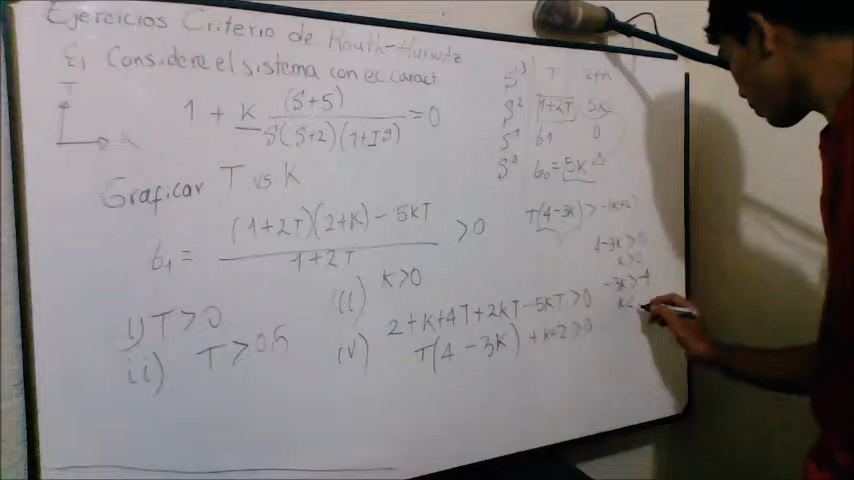 Ejercicios Criterio de Routh-Hurwitz
E1 Considere el sistema con ec caract
1 + K (S+5) / S(S+2)(1+TS) = 0
T
Graficar T vs K
S³ | T 2+K
S² | 1+2T 5K
S¹ | b1 0
S⁰ | b0 = 5K
b1 = (1+2T)(2+K) - 5KT / 1+2T > 0
i) T > 0
ii) T > 0.5
(ii) K > 0
2+K+4T+2KT-5KT > 0
(V) T(4-3K) + K+2 > 0
T(4-3K) > -(K+2)
4-3K > 0
K > 0
-3K > -4